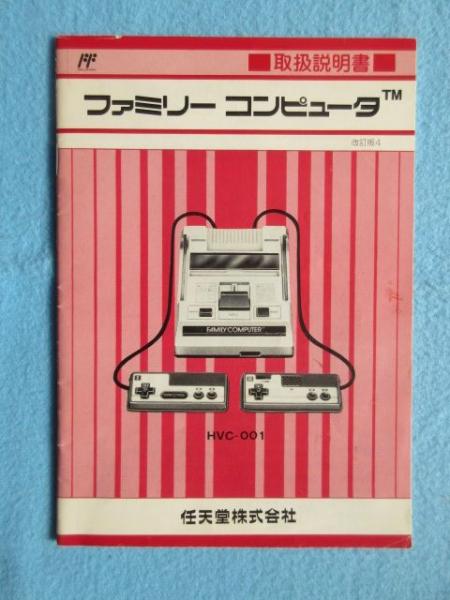 取扱説明書
ファミリー コンピュータ™
改訂版4
FAMILY COMPUTER
HVC-001
任天堂株式会社